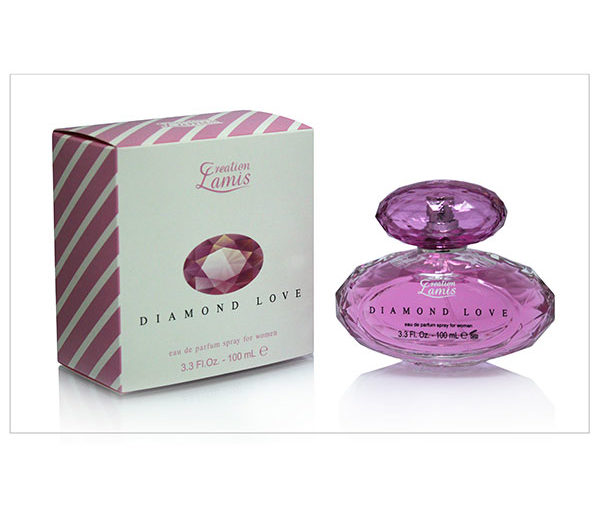 Creation
Lamis
DIAMOND LOVE
eau de parfum spray for women
3.3 Fl.Oz. - 100 mL ℮
Creation
Lamis
DIAMOND LOVE
eau de parfum spray for women
3.3 Fl.Oz. - 100 mL ℮